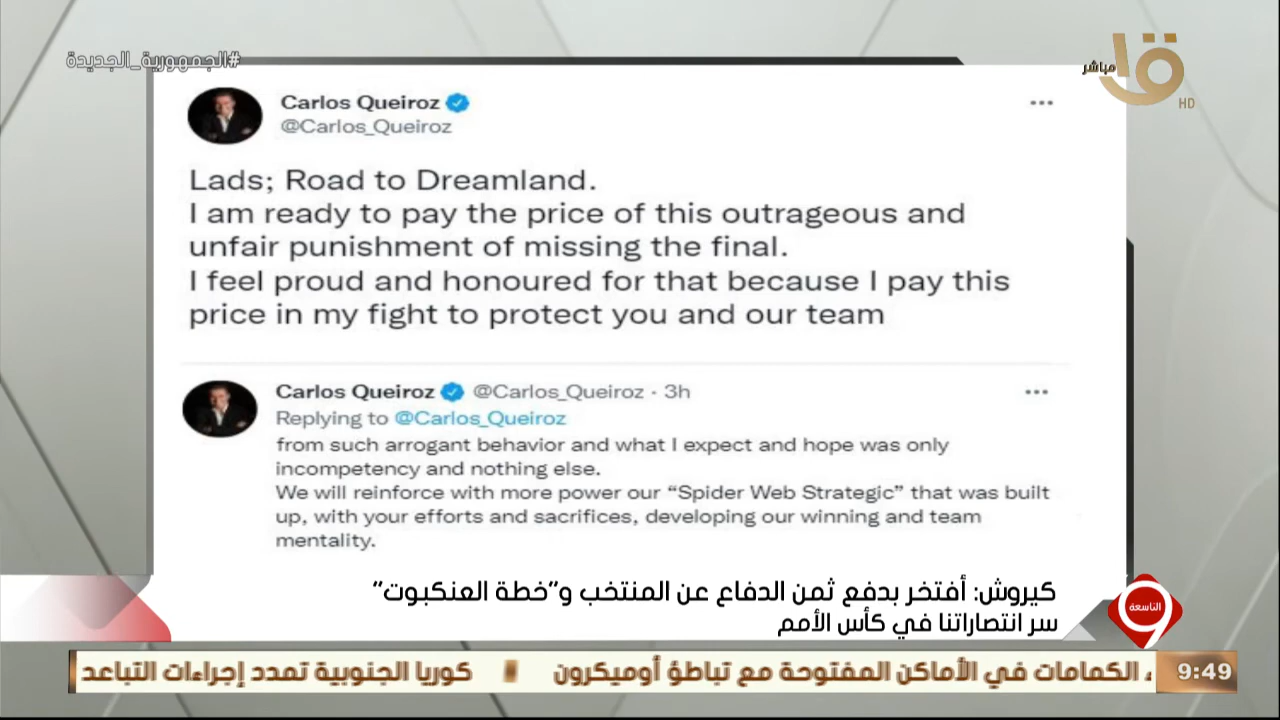 #الجمهورية_الجديدة
مباشر
HD
Carlos Queiroz
@Carlos_Queiroz
Lads; Road to Dreamland.
I am ready to pay the price of this outrageous and
unfair punishment of missing the final.
I feel proud and honoured for that because I pay this
price in my fight to protect you and our team
Carlos Queiroz @Carlos_Queiroz · 3h
Replying to @Carlos_Queiroz
from such arrogant behavior and what I expect and hope was only
incompetency and nothing else.
We will reinforce with more power our “Spider Web Strategic” that was built
up, with your efforts and sacrifices, developing our winning and team
mentality.
كيروش: أفتخر بدفع ثمن الدفاع عن المنتخب و"خطة العنكبوت"
سر انتصاراتنا في كأس الأمم
التاسعة
9
9:49
الكمامات في الأماكن المفتوحة مع تباطؤ أوميكرون
كوريا الجنوبية تمدد إجراءات التباعد